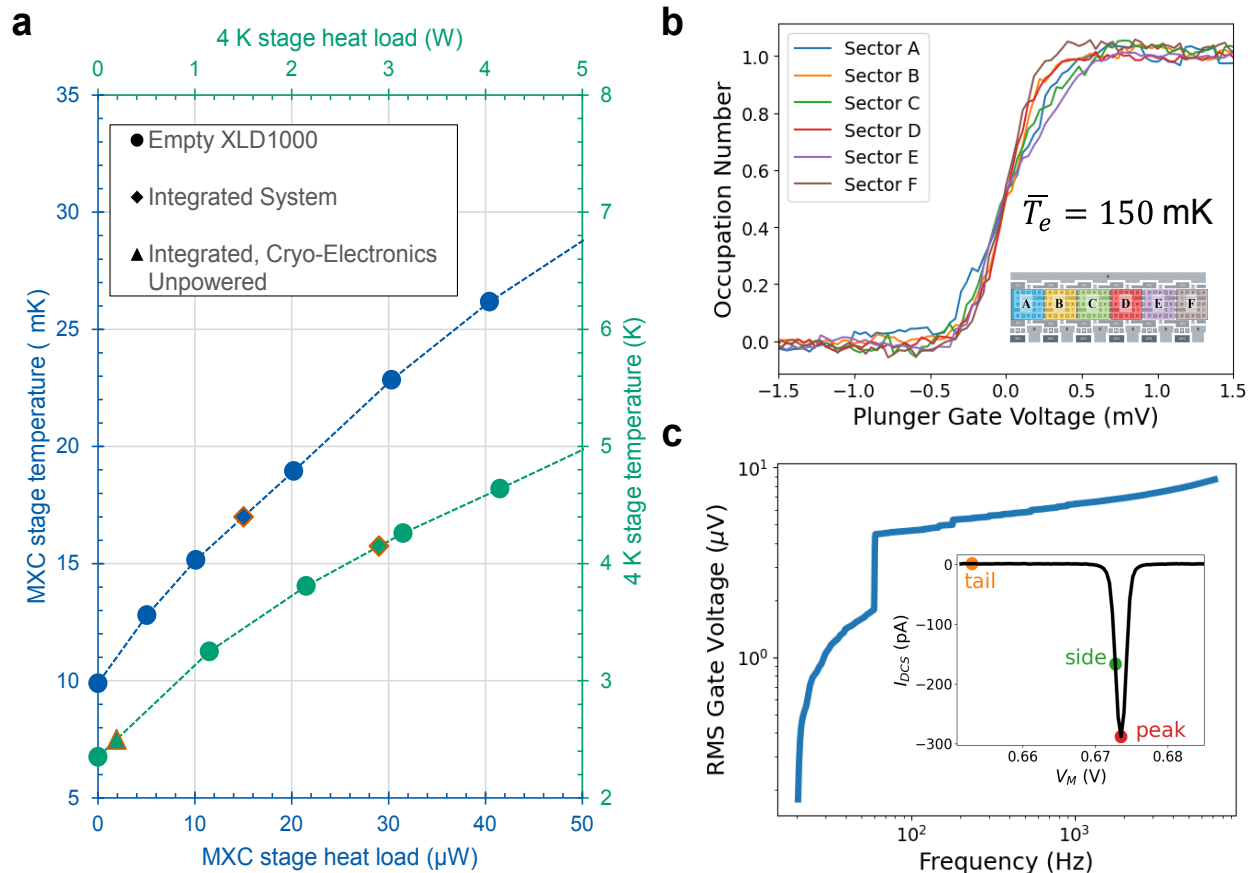 a
4 K stage heat load (W)
0 1 2 3 4 5
35
30
25
20
15
10
5
MXC stage temperature ( mK)
Empty XLD1000
Integrated System
Integrated, Cryo-Electronics
Unpowered
8
7
6
5
4
3
2
4 K stage temperature (K)
0 10 20 30 40 50
MXC stage heat load (µW)
b
Occupation Number
1.0
0.8
0.6
0.4
0.2
0.0
Sector A
Sector B
Sector C
Sector D
Sector E
Sector F
T̅e = 150 mK
A B C D E F
−1.5 −1.0 −0.5 0.0 0.5 1.0 1.5
Plunger Gate Voltage (mV)
c
RMS Gate Voltage (µV)
10¹
10⁰
0
−100
−200
−300
I_DCS (pA)
tail
side
peak
0.66 0.67 0.68
V_M (V)
10² 10³
Frequency (Hz)